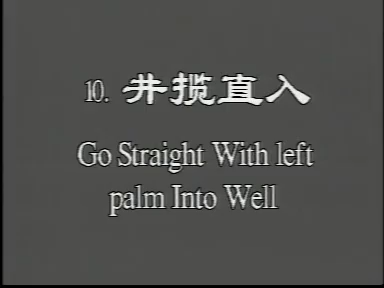 10. 井揽直入
Go Straight With left
palm Into Well